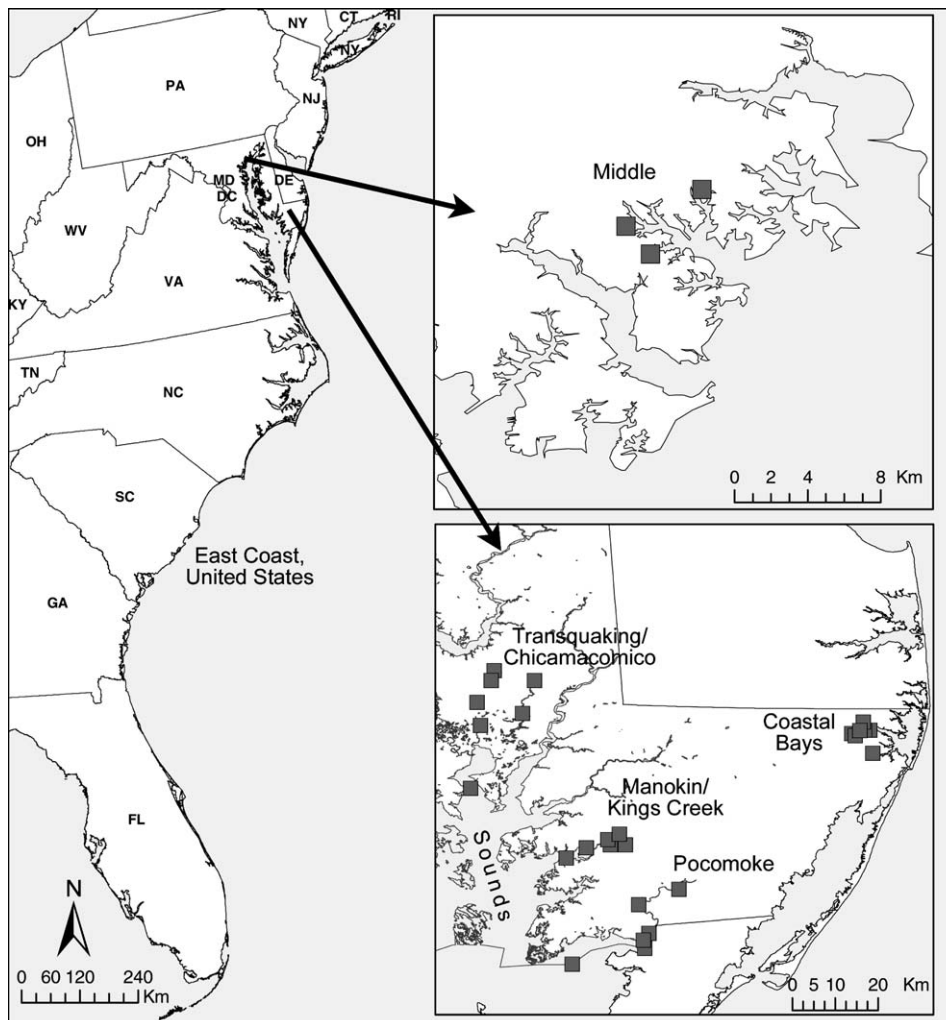 NY
CT
RI
NY
PA
NJ
OH
MD
DE
DC
WV
VA
KY
TN
NC
SC
East Coast,
United States
GA
FL
N
0 60 120 240
Km
Middle
0 2 4 8 Km
Transquaking/
Chicamacomico
Coastal
Bays
Manokin/
Kings Creek
Sounds
Pocomoke
0 5 10 20
Km